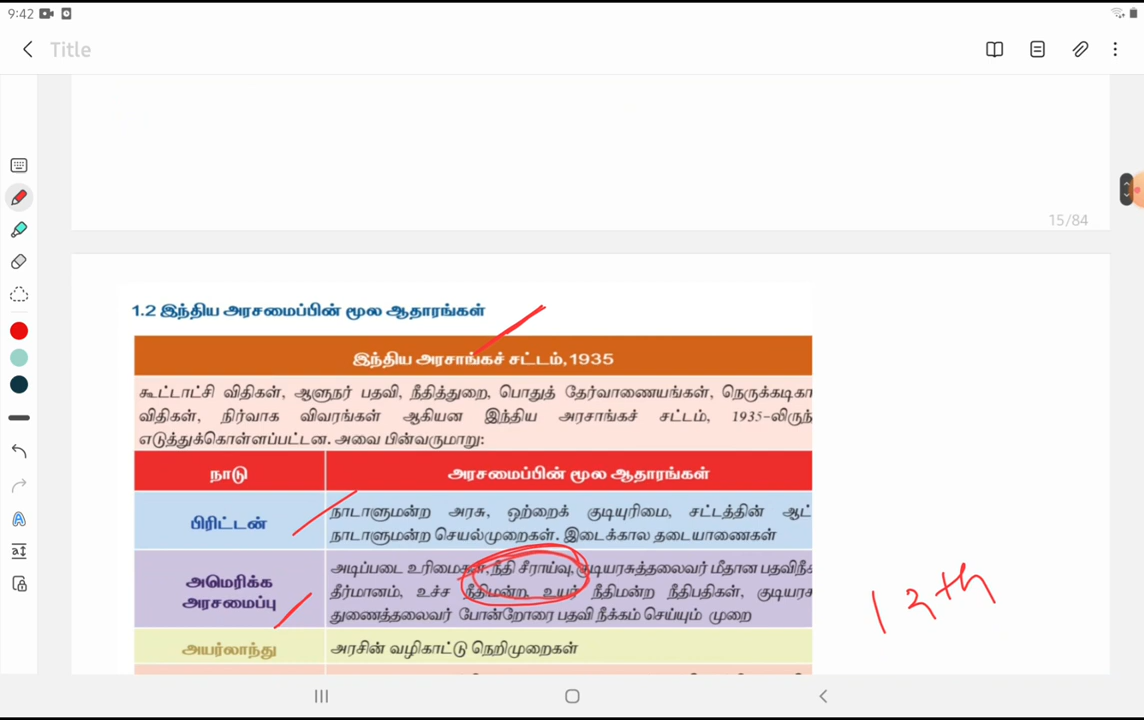 9:42
Title
15/84
1.2 இந்திய அரசமைப்பின் மூல ஆதாரங்கள்
இந்திய அரசாங்கச் சட்டம், 1935
கூட்டாட்சி விதிகள், ஆளுநர் பதவி, நீதித்துறை, பொதுத் தேர்வாணையங்கள், நெருக்கடிகா
விதிகள், நிர்வாக விவரங்கள் ஆகியன இந்திய அரசாங்கச் சட்டம், 1935-லிருந்
எடுத்துக்கொள்ளப்பட்டன. அவை பின்வருமாறு:
நாடு அரசமைப்பின் மூல ஆதாரங்கள்
பிரிட்டன்
நாடாளுமன்ற அரசு, ஒற்றைக் குடியுரிமை, சட்டத்தின் ஆட்
நாடாளுமன்ற செயல்முறைகள். இடைக்கால தடையாணைகள்
அமெரிக்க
அரசமைப்பு
அடிப்படை உரிமைகள், நீதி சீராய்வு, குடியரசுத்தலைவர் மீதான பதவிநீக்
தீர்மானம், உச்ச நீதிமன்ற, உயர் நீதிமன்ற நீதிபதிகள், குடியரசு
துணைத்தலைவர் போன்றோரை பதவி நீக்கம் செய்யும் முறை
அயர்லாந்து அரசின் வழிகாட்டு நெறிமுறைகள்
12th